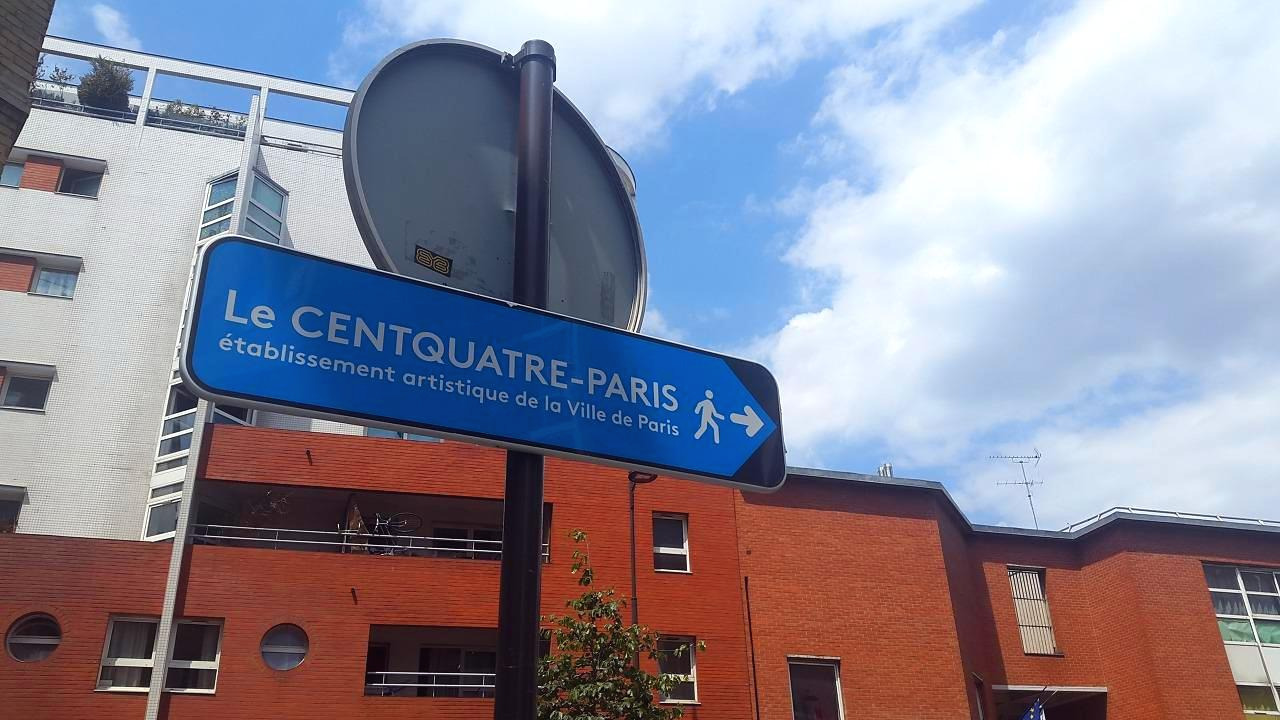 Le CENTQUATRE-PARIS
établissement artistique de la Ville de Paris